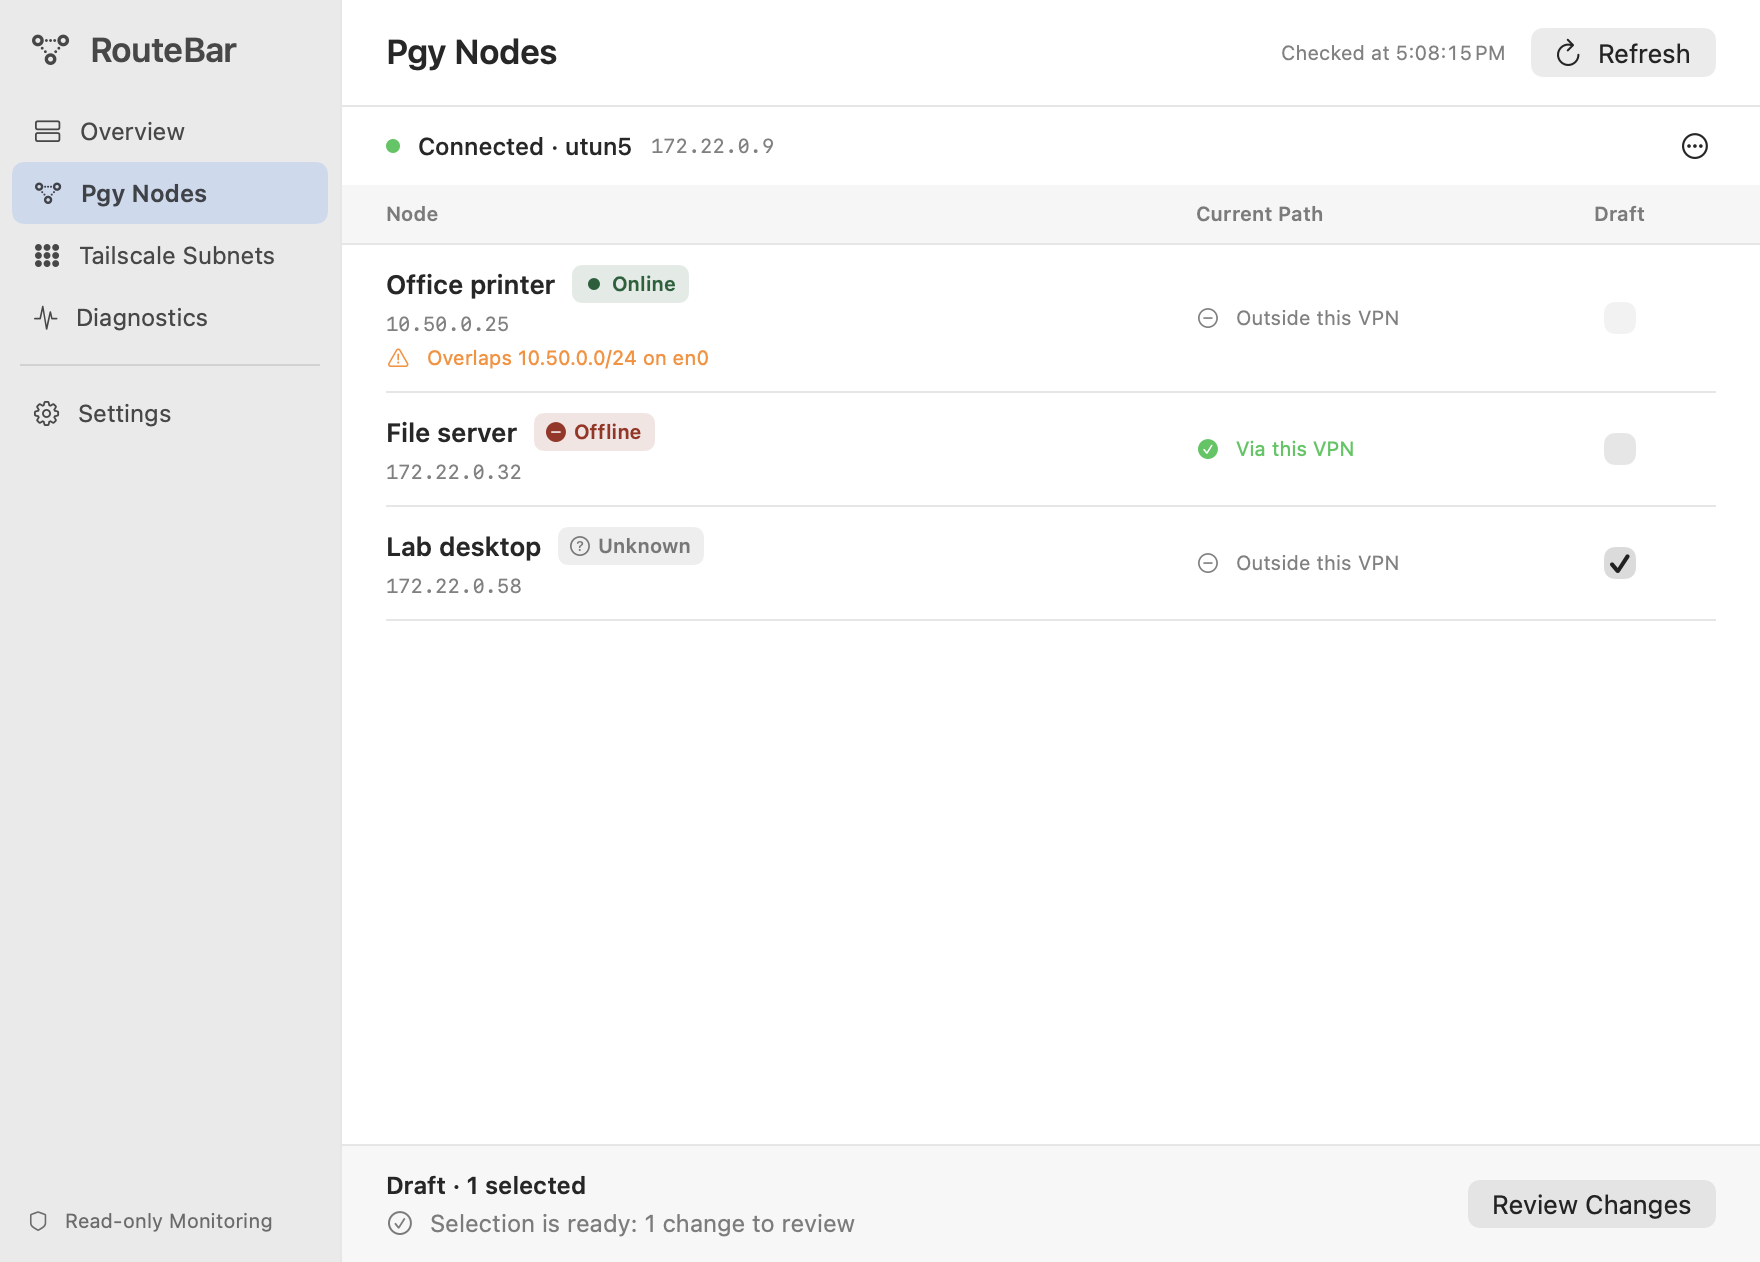 RouteBar
Overview
Pgy Nodes
Tailscale Subnets
Diagnostics
Settings
Read-only Monitoring
Pgy Nodes
Checked at 5:08:15 PM
Refresh
Connected · utun5 172.22.0.9
Node Current Path Draft
Office printer Online
10.50.0.25
Overlaps 10.50.0.0/24 on en0
Outside this VPN
File server Offline
172.22.0.32
Via this VPN
Lab desktop Unknown
172.22.0.58
Outside this VPN
Draft · 1 selected
Selection is ready: 1 change to review
Review Changes